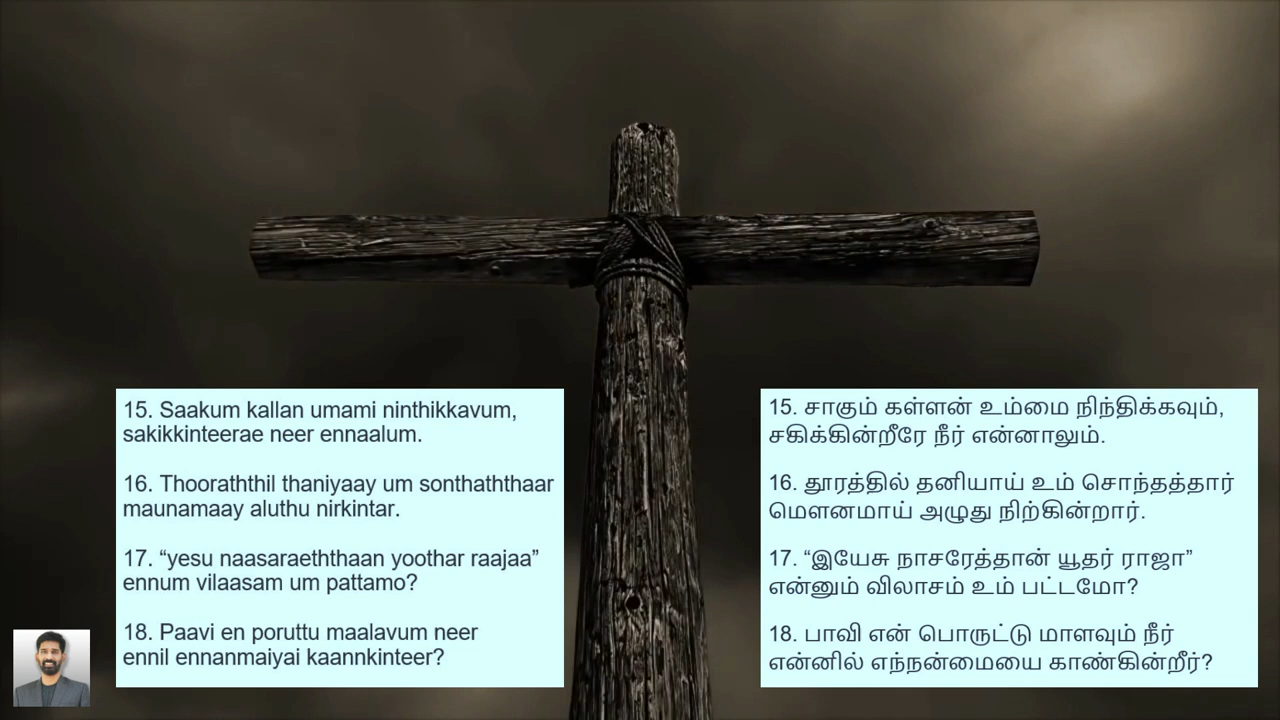 15. Saakum kallan umami ninthikkavum,
sakikkinteerae neer ennaalum.
16. Thooraththil thaniyaay um sonthaththaar
maunamaay aluthu nirkintar.
17. “yesu naasaraeththaan yoothar raajaa”
ennum vilaasam um pattamo?
18. Paavi en poruttu maalavum neer
ennil ennanmaiyai kaannkinteer?
15. சாகும் கள்ளன் உம்மை நிந்திக்கவும்,
சகிக்கின்றீரே நீர் என்னாலும்.
16. தூரத்தில் தனியாய் உம் சொந்தத்தார்
மௌனமாய் அழுது நிற்கின்றார்.
17. “இயேசு நாசரேத்தான் யூதர் ராஜா”
என்னும் விலாசம் உம் பட்டமோ?
18. பாவி என் பொருட்டு மாளவும் நீர்
என்னில் எந்நன்மையை காண்கின்றீர்?